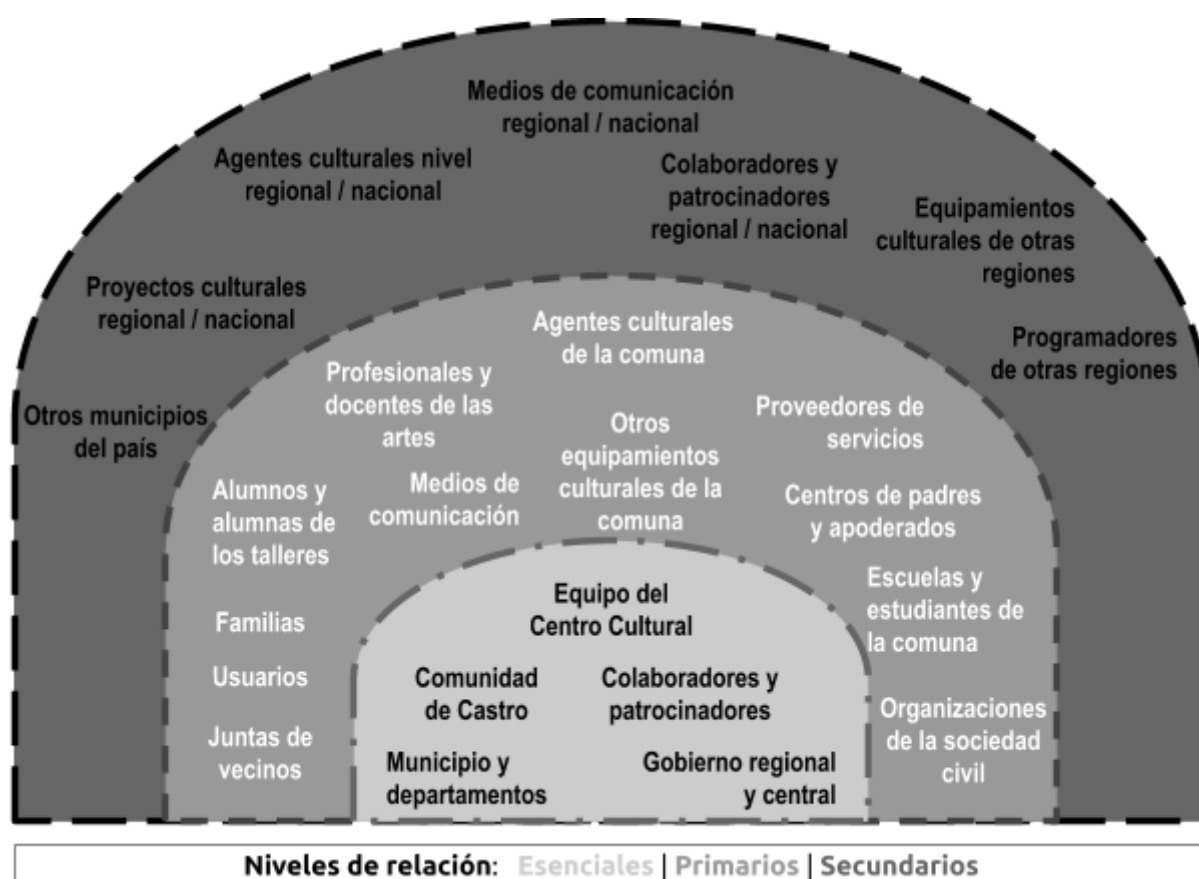 Medios de comunicación
regional / nacional
Agentes culturales nivel
regional / nacional
Colaboradores y
patrocinadores
regional / nacional
Equipamientos
culturales de otras
regiones
Proyectos culturales
regional / nacional
Programadores
de otras regiones
Otros municipios
del país
Agentes culturales
de la comuna
Profesionales y
docentes de las
artes
Proveedores de
servicios
Otros
equipamientos
culturales de la
comuna
Medios de
comunicación
Alumnos y
alumnas de
los talleres
Centros de padres
y apoderados
Escuelas y
estudiantes de
la comuna
Familias
Usuarios
Juntas de
vecinos
Organizaciones
de la sociedad
civil
Equipo del
Centro Cultural
Comunidad
de Castro
Colaboradores y
patrocinadores
Municipio y
departamentos
Gobierno regional
y central
Niveles de relación: Esenciales | Primarios | Secundarios